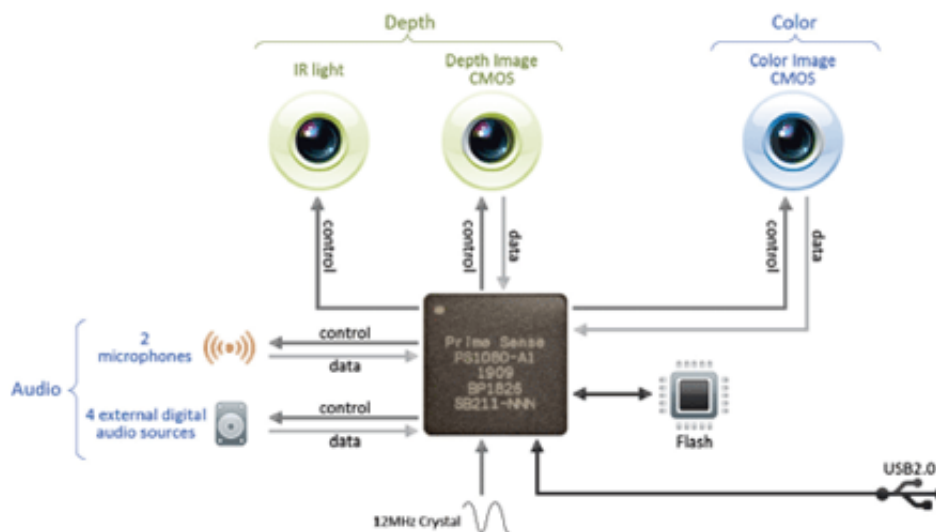 Depth
Color
IR light
Depth Image
CMOS
Color Image
CMOS
control
control
data
control
data
Audio
2
microphones
control
data
4 external digital
audio sources
control
data
Prime Sense
PS1080-A1
1909
BP1826
SB211-NNN
Flash
USB2.0
12MHz Crystal